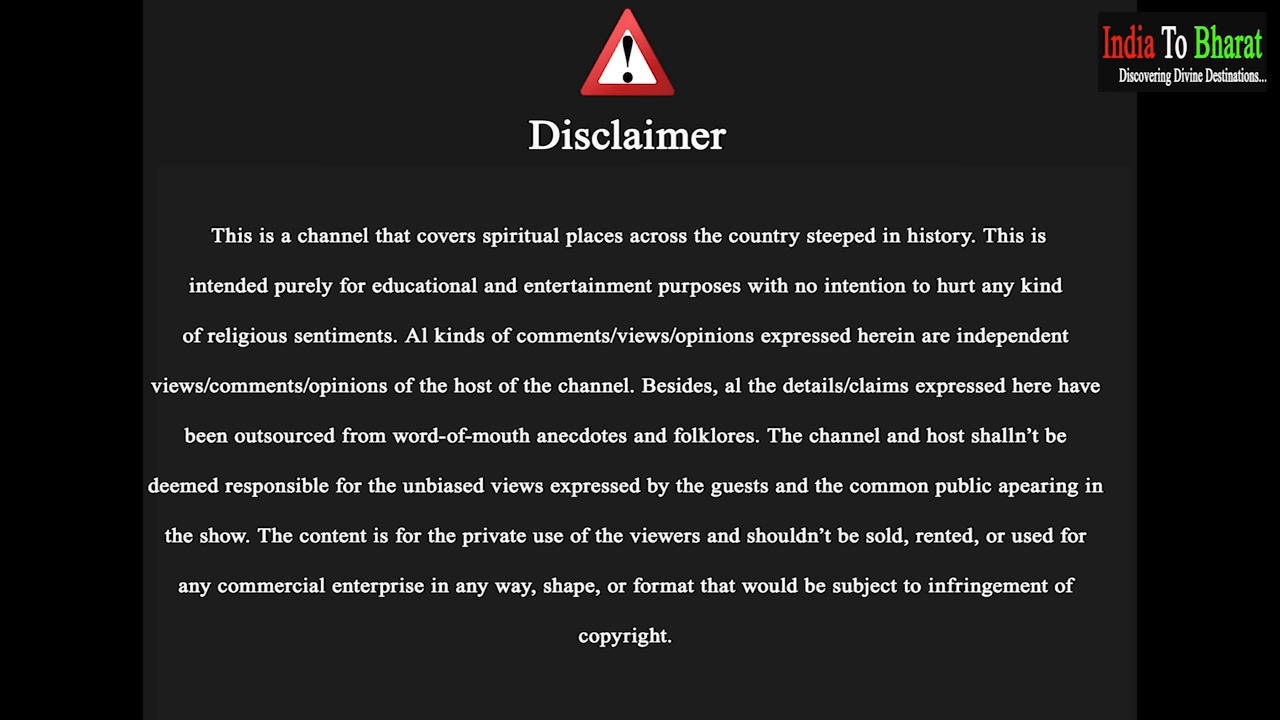 India To Bharat
Discovering Divine Destinations...
Disclaimer
This is a channel that covers spiritual places across the country steeped in history. This is
intended purely for educational and entertainment purposes with no intention to hurt any kind
of religious sentiments. Al kinds of comments/views/opinions expressed herein are independent
views/comments/opinions of the host of the channel. Besides, al the details/claims expressed here have
been outsourced from word-of-mouth anecdotes and folklores. The channel and host shalln’t be
deemed responsible for the unbiased views expressed by the guests and the common public apearing in
the show. The content is for the private use of the viewers and shouldn’t be sold, rented, or used for
any commercial enterprise in any way, shape, or format that would be subject to infringement of
copyright.